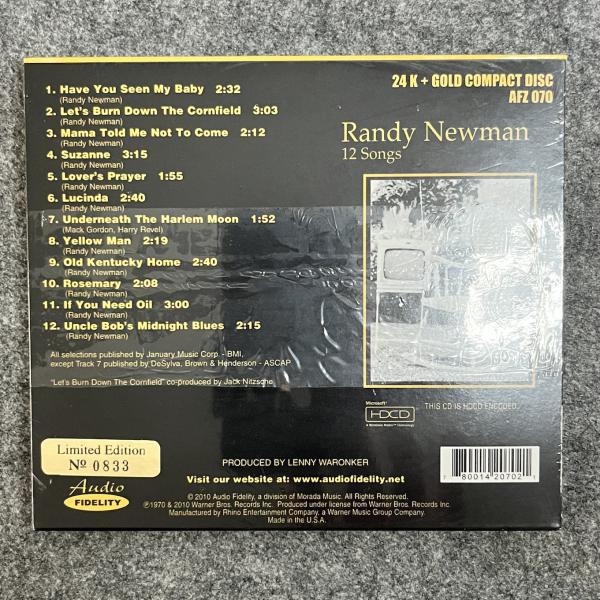 1. Have You Seen My Baby 2:32
(Randy Newman)
2. Let's Burn Down The Cornfield 3:03
(Randy Newman)
3. Mama Told Me Not To Come 2:12
(Randy Newman)
4. Suzanne 3:15
(Randy Newman)
5. Lover's Prayer 1:55
(Randy Newman)
6. Lucinda 2:40
(Randy Newman)
7. Underneath The Harlem Moon 1:52
(Mack Gordon, Harry Revel)
8. Yellow Man 2:19
(Randy Newman)
9. Old Kentucky Home 2:40
(Randy Newman)
10. Rosemary 2:08
(Randy Newman)
11. If You Need Oil 3:00
(Randy Newman)
12. Uncle Bob's Midnight Blues 2:15
(Randy Newman)
All selections published by January Music Corp. - BMI,
except Track 7 published by DeSylva, Brown & Henderson - ASCAP
"Let's Burn Down The Cornfield" co-produced by Jack Nitzsche
24 K + GOLD COMPACT DISC
AFZ 070
Randy Newman
12 Songs
Microsoft®
HDCD
THIS CD IS HDCD ENCODED
Limited Edition
Nº 0833
Audio
FIDELITY
PRODUCED BY LENNY WARONKER
Visit our website at: www.audiofidelity.net
© 2010 Audio Fidelity, a division of Morada Music. All Rights Reserved.
℗1970 & 2010 Warner Bros. Records Inc. Produced under license from Warner Bros. Records Inc.
Manufactured by Rhino Entertainment Company, a Warner Music Group Company.
Made in the U.S.A.
7 80014 20702 1